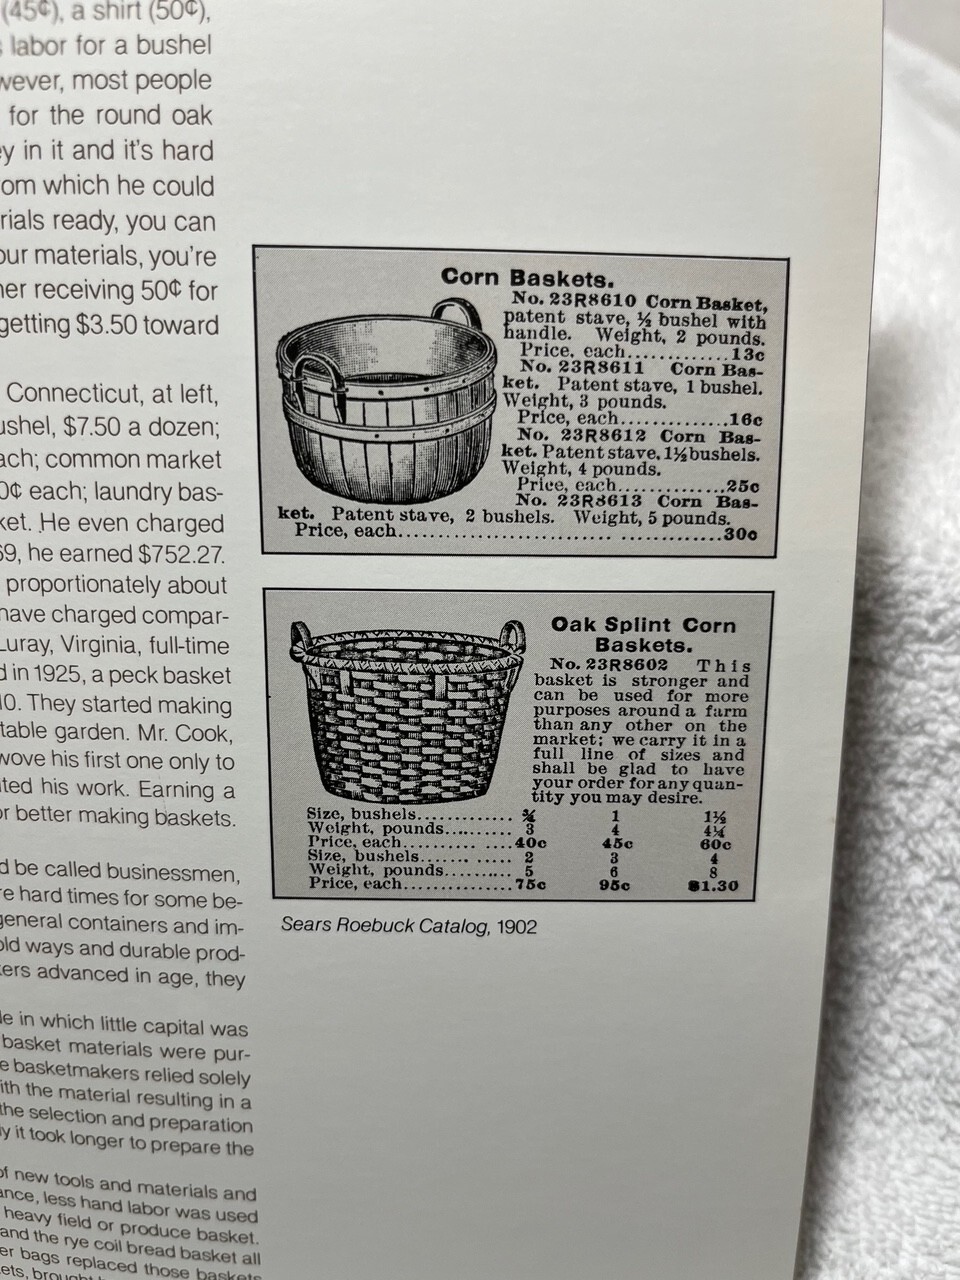 (45¢), a shirt (50¢),
labor for a bushel
wever, most people
for the round oak
y in it and it's hard
om which he could
rials ready, you can
our materials, you're
ner receiving 50¢ for
getting $3.50 toward
Connecticut, at left,
ushel, $7.50 a dozen;
ach; common market
0¢ each; laundry bas-
ket. He even charged
69, he earned $752.27.
proportionately about
have charged compar-
Luray, Virginia, full-time
d in 1925, a peck basket
10. They started making
table garden. Mr. Cook,
wove his first one only to
ited his work. Earning a
or better making baskets.
d be called businessmen,
re hard times for some be-
general containers and im-
old ways and durable prod-
kers advanced in age, they
le in which little capital was
basket materials were pur-
e basketmakers relied solely
ith the material resulting in a
the selection and preparation
y it took longer to prepare the
of new tools and materials and
ance, less hand labor was used
heavy field or produce basket.
and the rye coil bread basket all
er bags replaced those baskets
ets, brought
Corn Baskets.
No. 23R8610 Corn Basket,
patent stave, ½ bushel with
handle. Weight, 2 pounds.
Price, each.............13c
No. 23R8611 Corn Bas-
ket. Patent stave, 1 bushel.
Weight, 3 pounds.
Price, each.............16c
No. 23R8612 Corn Bas-
ket. Patent stave, 1½ bushels.
Weight, 4 pounds.
Price, each.............25c
No. 23R8613 Corn Bas-
ket. Patent stave, 2 bushels. Weight, 5 pounds.
Price, each.......................................30c
Oak Splint Corn
Baskets.
No. 23R8602 This
basket is stronger and
can be used for more
purposes around a farm
than any other on the
market; we carry it in a
full line of sizes and
shall be glad to have
your order for any quan-
tity you may desire.
Size, bushels............. ¾ 1 1½
Weight, pounds.......... 3 4 4¼
Price, each.............40c 45c 60c
Size, bushels............. 2 3 4
Weight, pounds.......... 5 6 8
Price, each.............75c 95c $1.30
Sears Roebuck Catalog, 1902